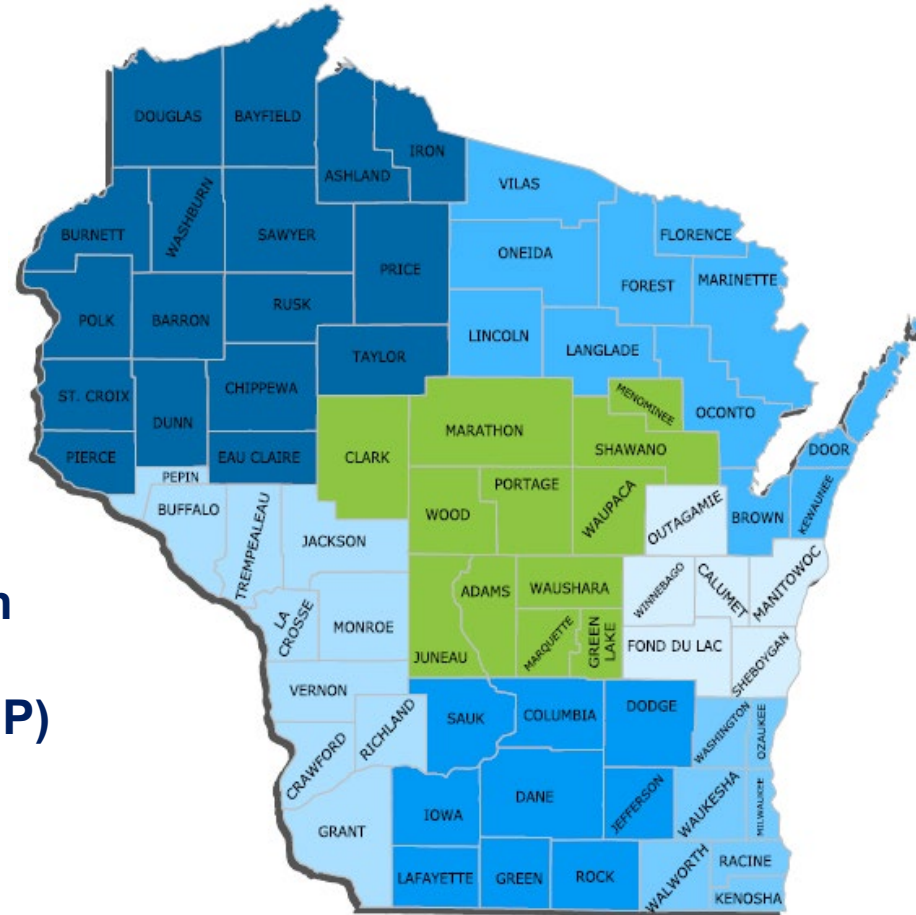 DOUGLAS
BAYFIELD
ASHLAND
IRON
VILAS
BURNETT
WASHBURN
SAWYER
PRICE
ONEIDA
FLORENCE
FOREST
MARINETTE
POLK
BARRON
RUSK
LINCOLN
LANGLADE
TAYLOR
ST. CROIX
DUNN
CHIPPEWA
MENOMINEE
OCONTO
PIERCE
EAU CLAIRE
CLARK
MARATHON
SHAWANO
DOOR
PEPIN
BUFFALO
TREMPEALEAU
JACKSON
WOOD
PORTAGE
WAUPACA
OUTAGAMIE
BROWN
KEWAUNEE
n
LA
CROSSE
MONROE
JUNEAU
ADAMS
WAUSHARA
MARQUETTE
GREEN
LAKE
WINNEBAGO
CALUMET
MANITOWOC
FOND DU LAC
SHEBOYGAN
P)
VERNON
CRAWFORD
RICHLAND
SAUK
COLUMBIA
DODGE
WASHINGTON
OZAUKEE
GRANT
IOWA
DANE
JEFFERSON
WAUKESHA
MILWAUKEE
LAFAYETTE
GREEN
ROCK
WALWORTH
RACINE
KENOSHA